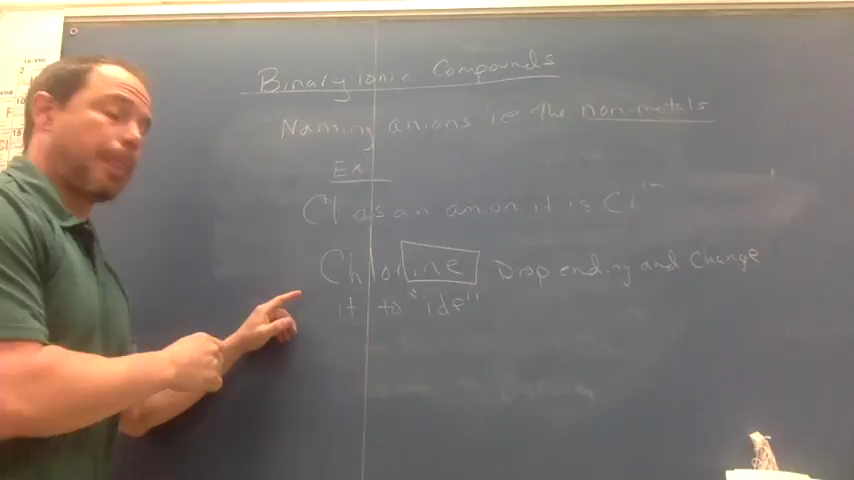 Binary Ionic Compounds
Naming anions ie the non-metals
Ex'
Cl as an anion it is Cl¹⁻
Chlorine Drop ending and Change
it to "ide"